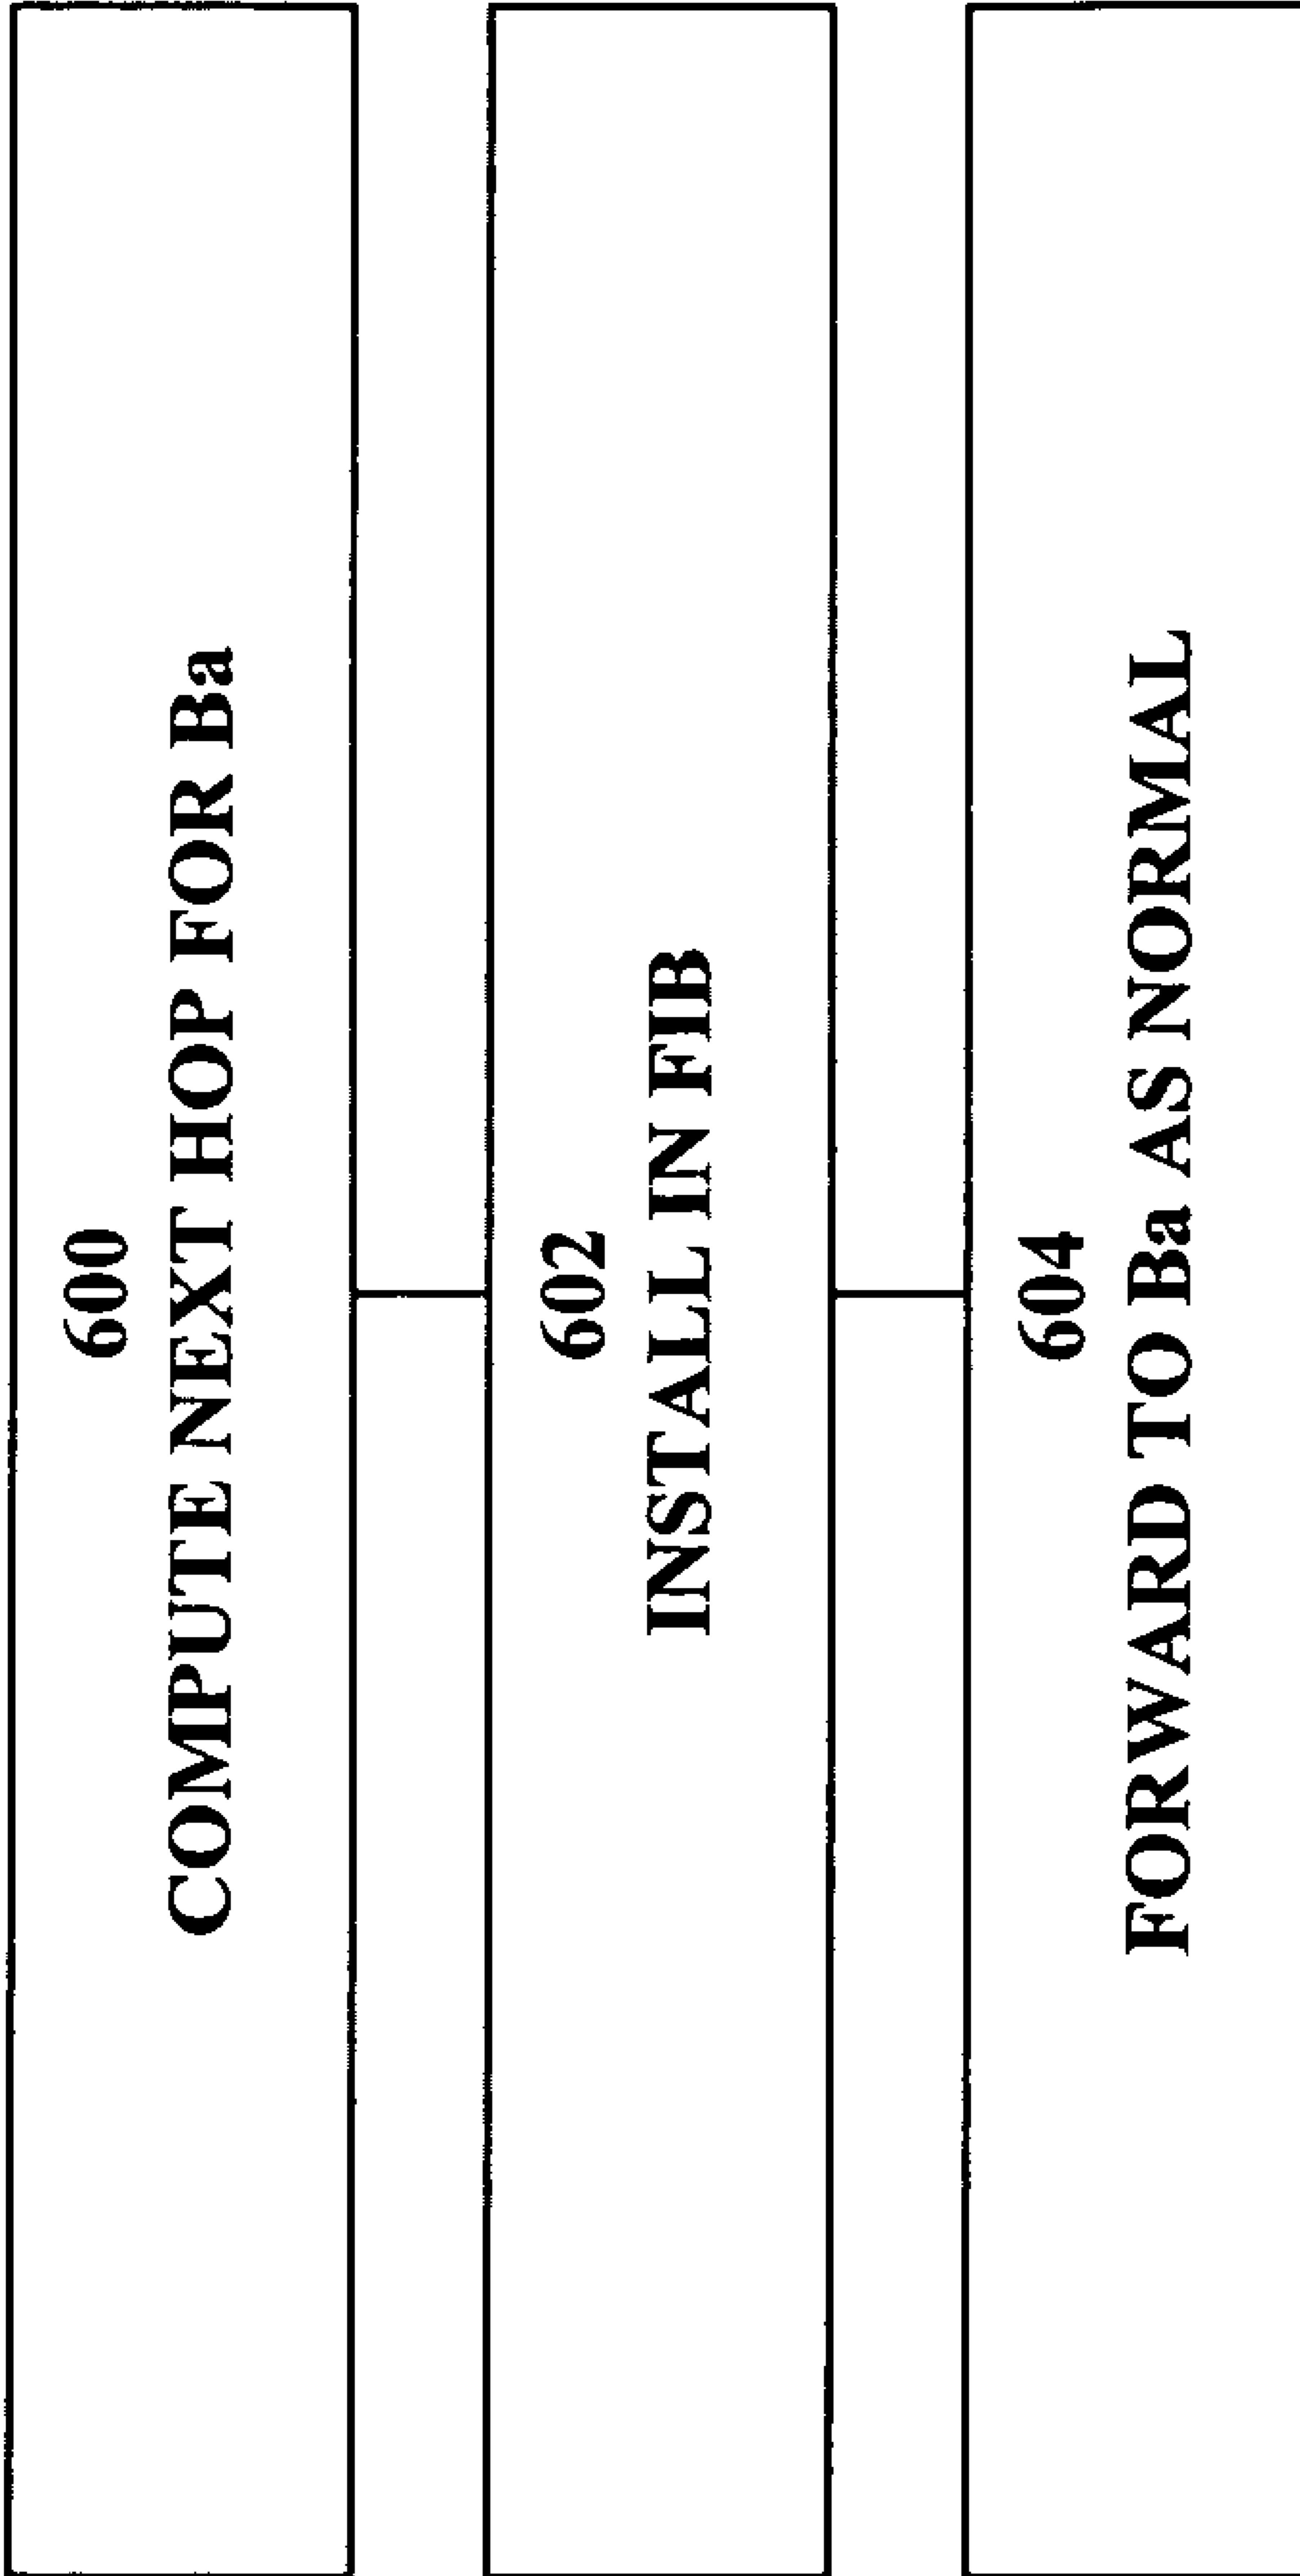 600
COMPUTE NEXT HOP FOR Ba
602
INSTALL IN FIB
604
FORWARD TO Ba AS NORMAL